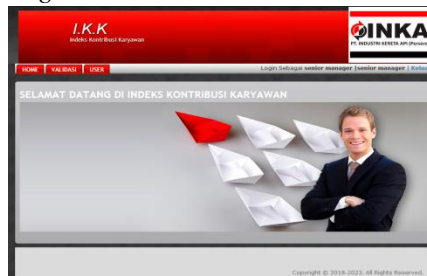 I.K.K
Indeks Kontribusi Karyawan
INKA
PT. INDUSTRI KERETA API (Persero
HOME VALIDASI USER
Login Sebagai senior manager (senior manager | Kelua
SELAMAT DATANG DI INDEKS KONTRIBUSI KARYAWAN
Copyright © 2018-2023. All Rights Reserved.